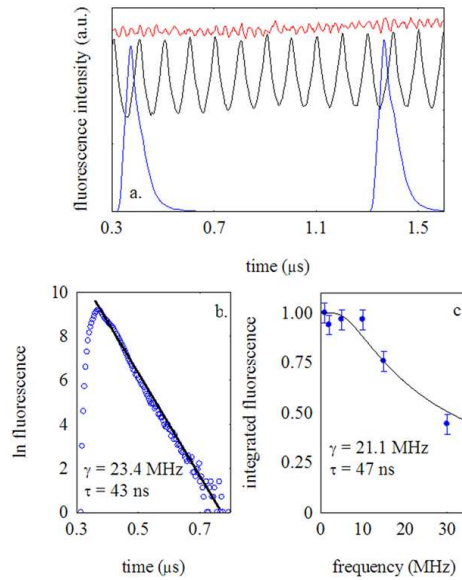 fluorescence intensity (a.u.)
a.
0.3 0.7 1.1 1.5
time (µs)
ln fluorescence
10
8
6
4
2
0
b.
γ = 23.4 MHz
τ = 43 ns
0.3 0.5 0.7
time (µs)
integrated fluorescence
1.00
0.75
0.50
0.25
0
c
γ = 21.1 MHz
τ = 47 ns
0 10 20 30
frequency (MHz)